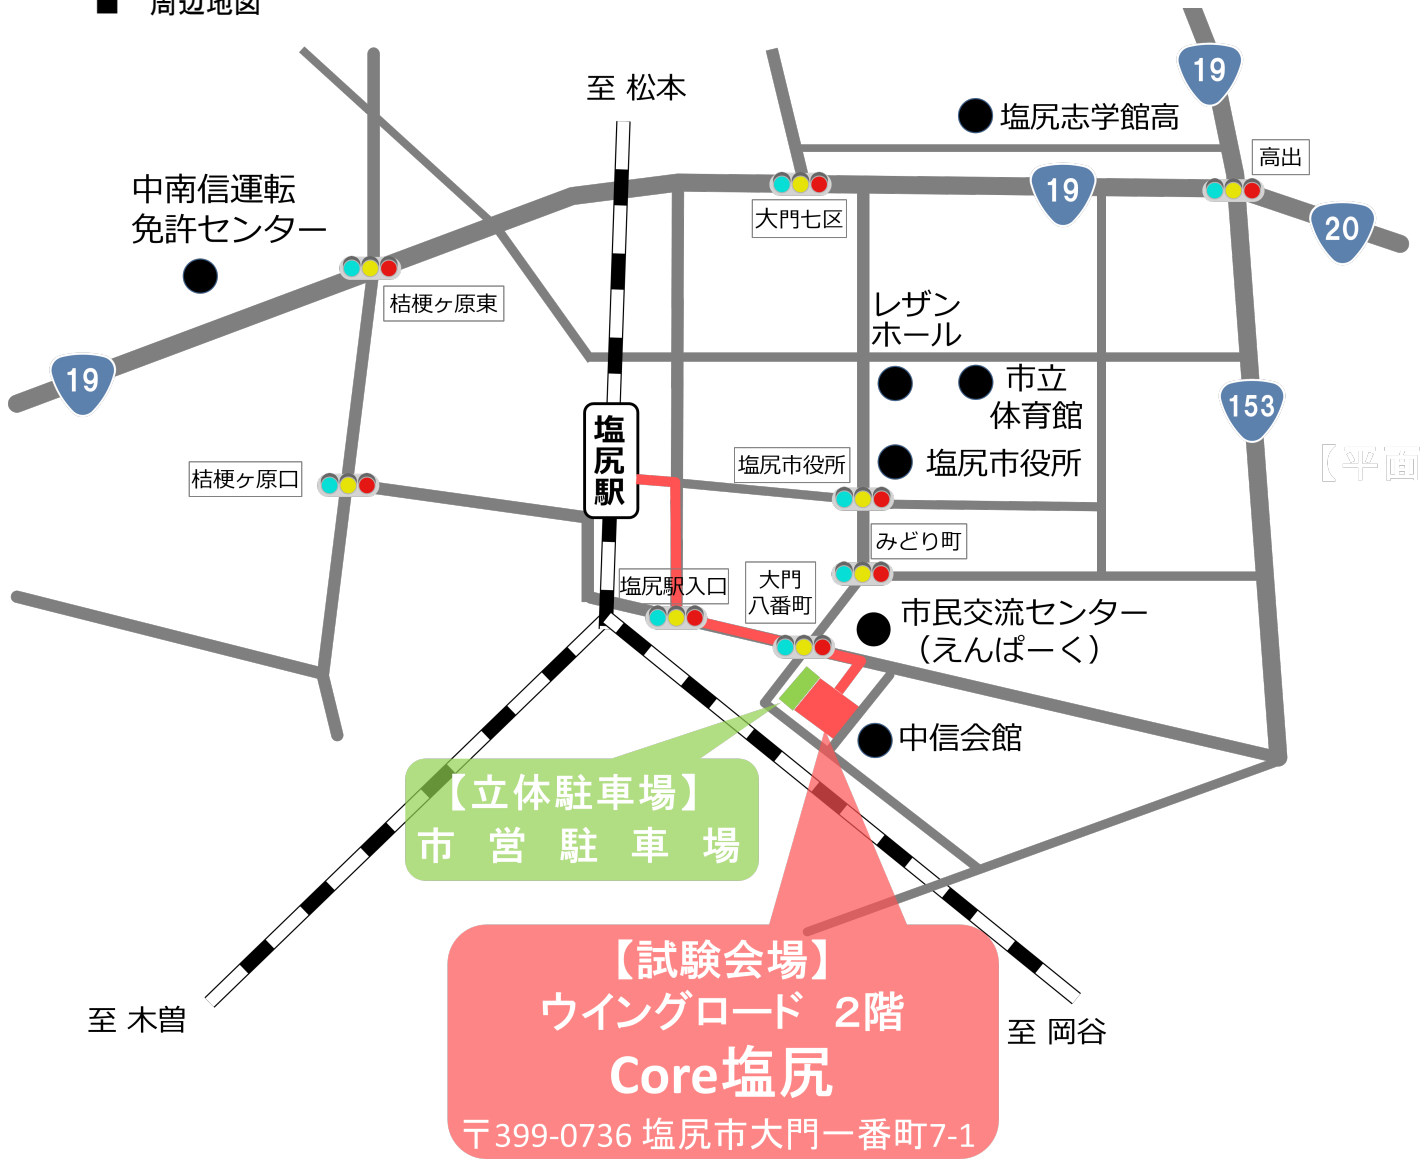 ■ 周辺地図
19
至 松本
塩尻志学館高
高出
中南信運転
免許センター
19
大門七区
20
桔梗ヶ原東
レザン
ホール
19
市立
体育館
153
塩尻駅
桔梗ヶ原口
塩尻市役所
塩尻市役所
【平面
みどり町
塩尻駅入口
大門
八番町
市民交流センター
（えんぱーく）
中信会館
【立体駐車場】
市 営 駐 車 場
【試験会場】
ウイングロード 2階
Core塩尻
〒399-0736 塩尻市大門一番町7-1
至 木曽
至 岡谷